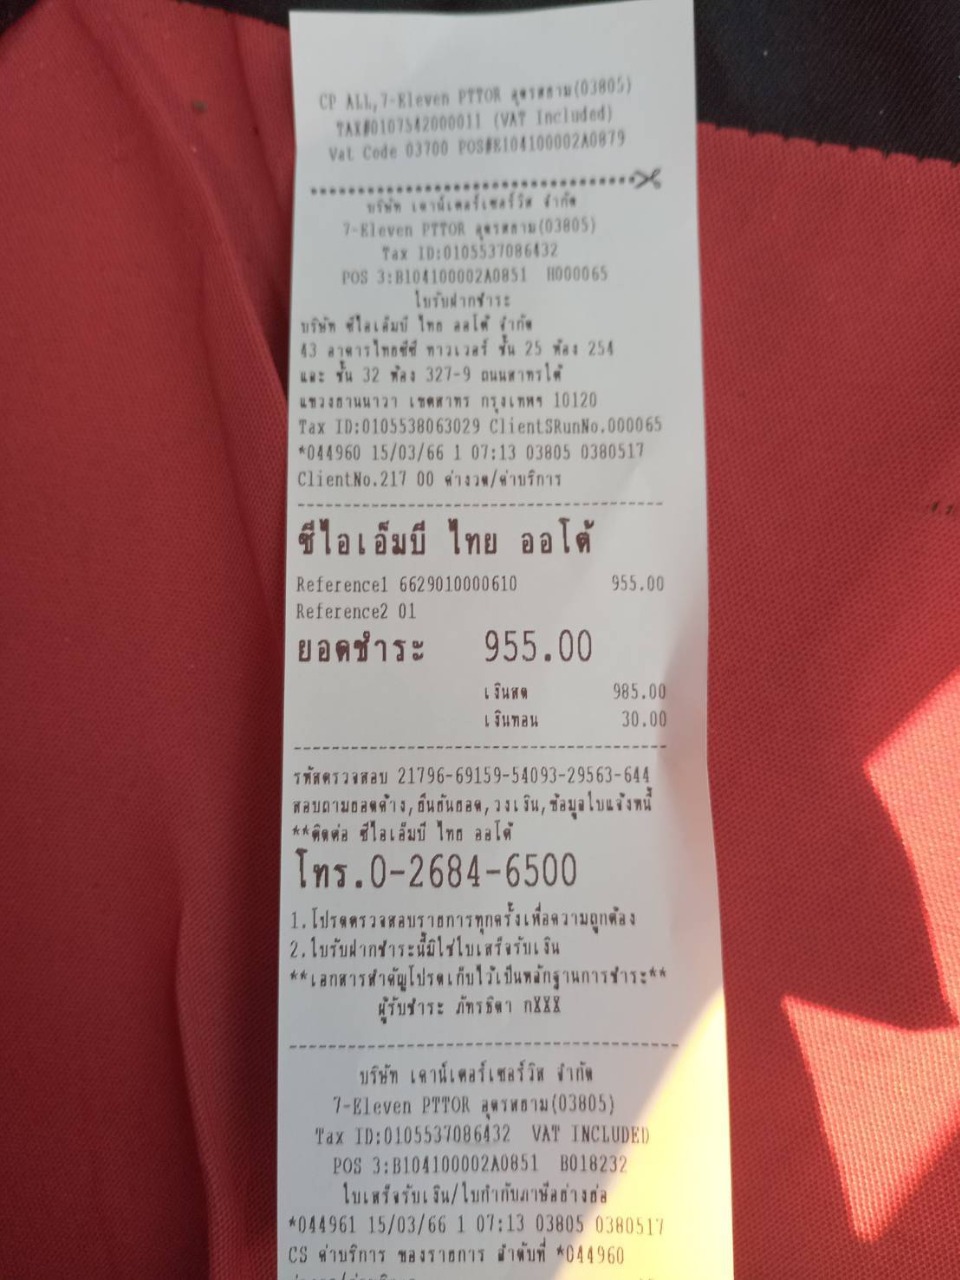 CP ALL,7-Eleven PTTOR อุดรสยาม(03805)
TAX#0107542000011 (VAT Included)
Vat Code 03700 POS#E104100002A0879
บริษัท เคาน์เตอร์เซอร์วิส จำกัด
7-Eleven PTTOR อุดรสยาม(03805)
Tax ID:0105537086432
POS 3:B104100002A0851 H000065
ใบรับฝากชำระ
บริษัท ซีไอเอ็มบี ไทย ออโต้ จำกัด
43 อาคารไทยซีซี ทาวเวอร์ ชั้น 25 ห้อง 254
และ ชั้น 32 ห้อง 327-9 ถนนสาทรใต้
แขวงยานนาวา เขตสาทร กรุงเทพฯ 10120
Tax ID:0105538063029 ClientSRunNo.000065
*044960 15/03/66 1 07:13 03805 0380517
ClientNo.217 00 ค่างวด/ค่าบริการ
ซีไอเอ็มบี ไทย ออโต้
Reference1 6629010000610 955.00
Reference2 01
ยอดชำระ 955.00
เงินสด 985.00
เงินทอน 30.00
รหัสตรวจสอบ 21796-69159-54093-29563-644
สอบถามยอดค้าง,ยืนยันยอด,วงเงิน,ข้อมูลใบแจ้งหนี้
**ติดต่อ ซีไอเอ็มบี ไทย ออโต้
โทร.0-2684-6500
1.โปรดตรวจสอบรายการทุกครั้งเพื่อความถูกต้อง
2.ใบรับฝากชำระนี้มิใช่ใบเสร็จรับเงิน
**เอกสารสำคัญโปรดเก็บไว้เป็นหลักฐานการชำระ**
ผู้รับชำระ ภัทรธิดา กXXX
บริษัท เคาน์เตอร์เซอร์วิส จำกัด
7-Eleven PTTOR อุดรสยาม(03805)
Tax ID:0105537086432 VAT INCLUDED
POS 3:B104100002A0851 B018232
ใบเสร็จรับเงิน/ใบกำกับภาษีอย่างย่อ
*044961 15/03/66 1 07:13 03805 0380517
CS ค่าบริการ ของรายการ ลำดับที่ *044960